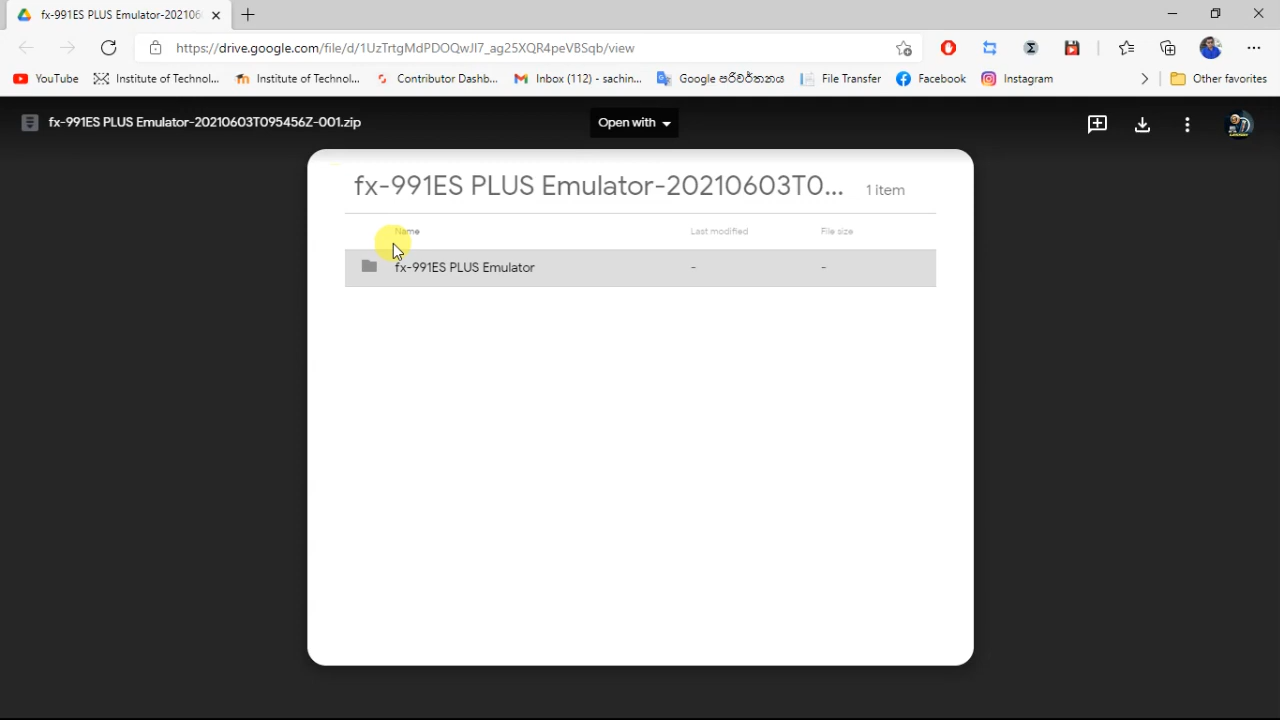 fx-991ES PLUS Emulator-202106
https://drive.google.com/file/d/1UzTrtgMdPDOQwJI7_ag25XQR4peVBSqb/view
YouTube Institute of Technol... Institute of Technol... Contributor Dashb... Inbox (112) - sachin... Google පරිවර්තනය File Transfer Facebook Instagram Other favorites
fx-991ES PLUS Emulator-20210603T095456Z-001.zip Open with
fx-991ES PLUS Emulator-20210603T0... 1 item
Name Last modified File size
fx-991ES PLUS Emulator - -